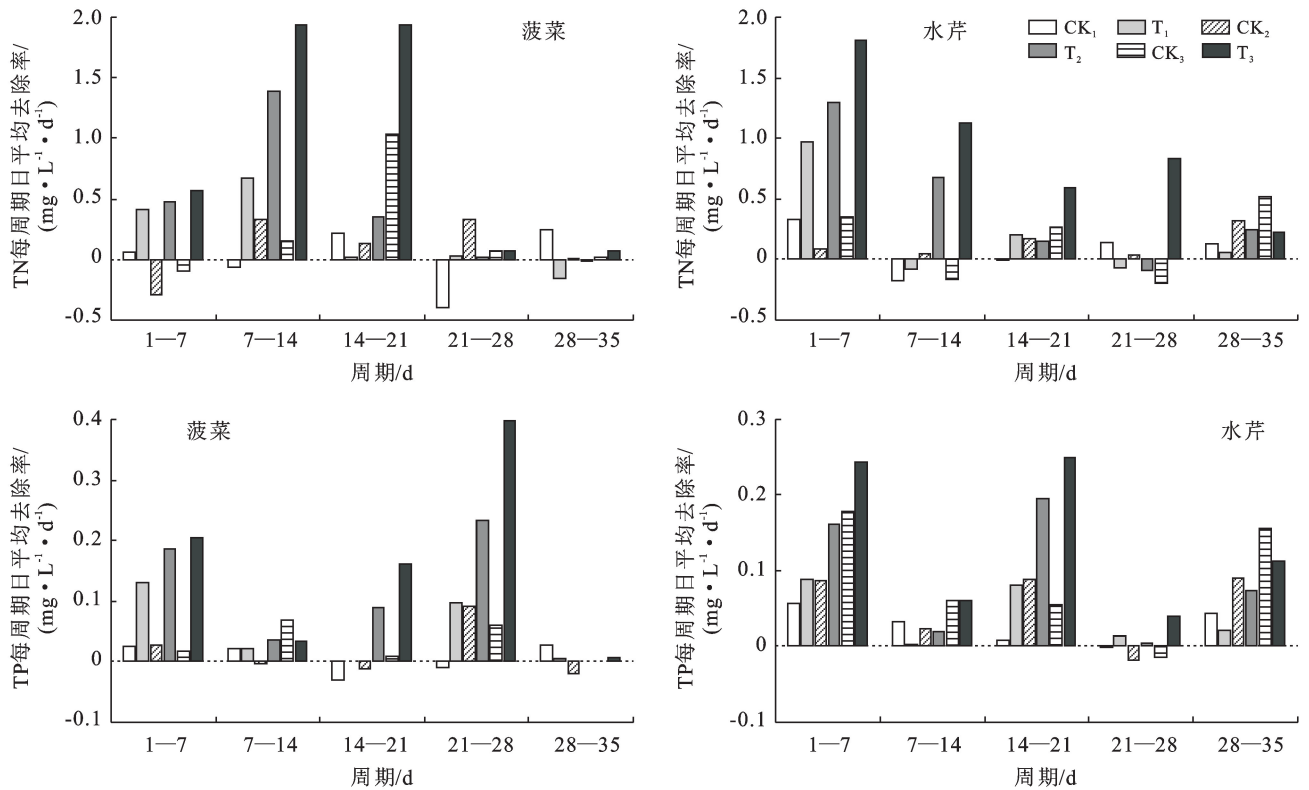 TN每周期日平均去除率/
(mg·L⁻¹·d⁻¹)
2.0
1.5
1.0
0.5
0
-0.5
菠菜
1—7
7—14
14—21
21—28
28—35
周期/d
TN每周期日平均去除率/
(mg·L⁻¹·d⁻¹)
2.0
1.5
1.0
0.5
0
-0.5
水芹
CK₁ T₁ CK₂
T₂ CK₃ T₃
1—7
7—14
14—21
21—28
28—35
周期/d
TP每周期日平均去除率/
(mg·L⁻¹·d⁻¹)
0.4
0.3
0.2
0.1
0
-0.1
菠菜
1—7
7—14
14—21
21—28
28—35
周期/d
TP每周期日平均去除率/
(mg·L⁻¹·d⁻¹)
0.3
0.2
0.1
0
-0.1
水芹
1—7
7—14
14—21
21—28
28—35
周期/d